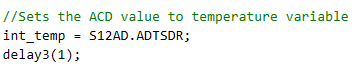 //Sets the ACD value to temperature variable
int_temp = S12AD.ADTSDR;
delay3(1);